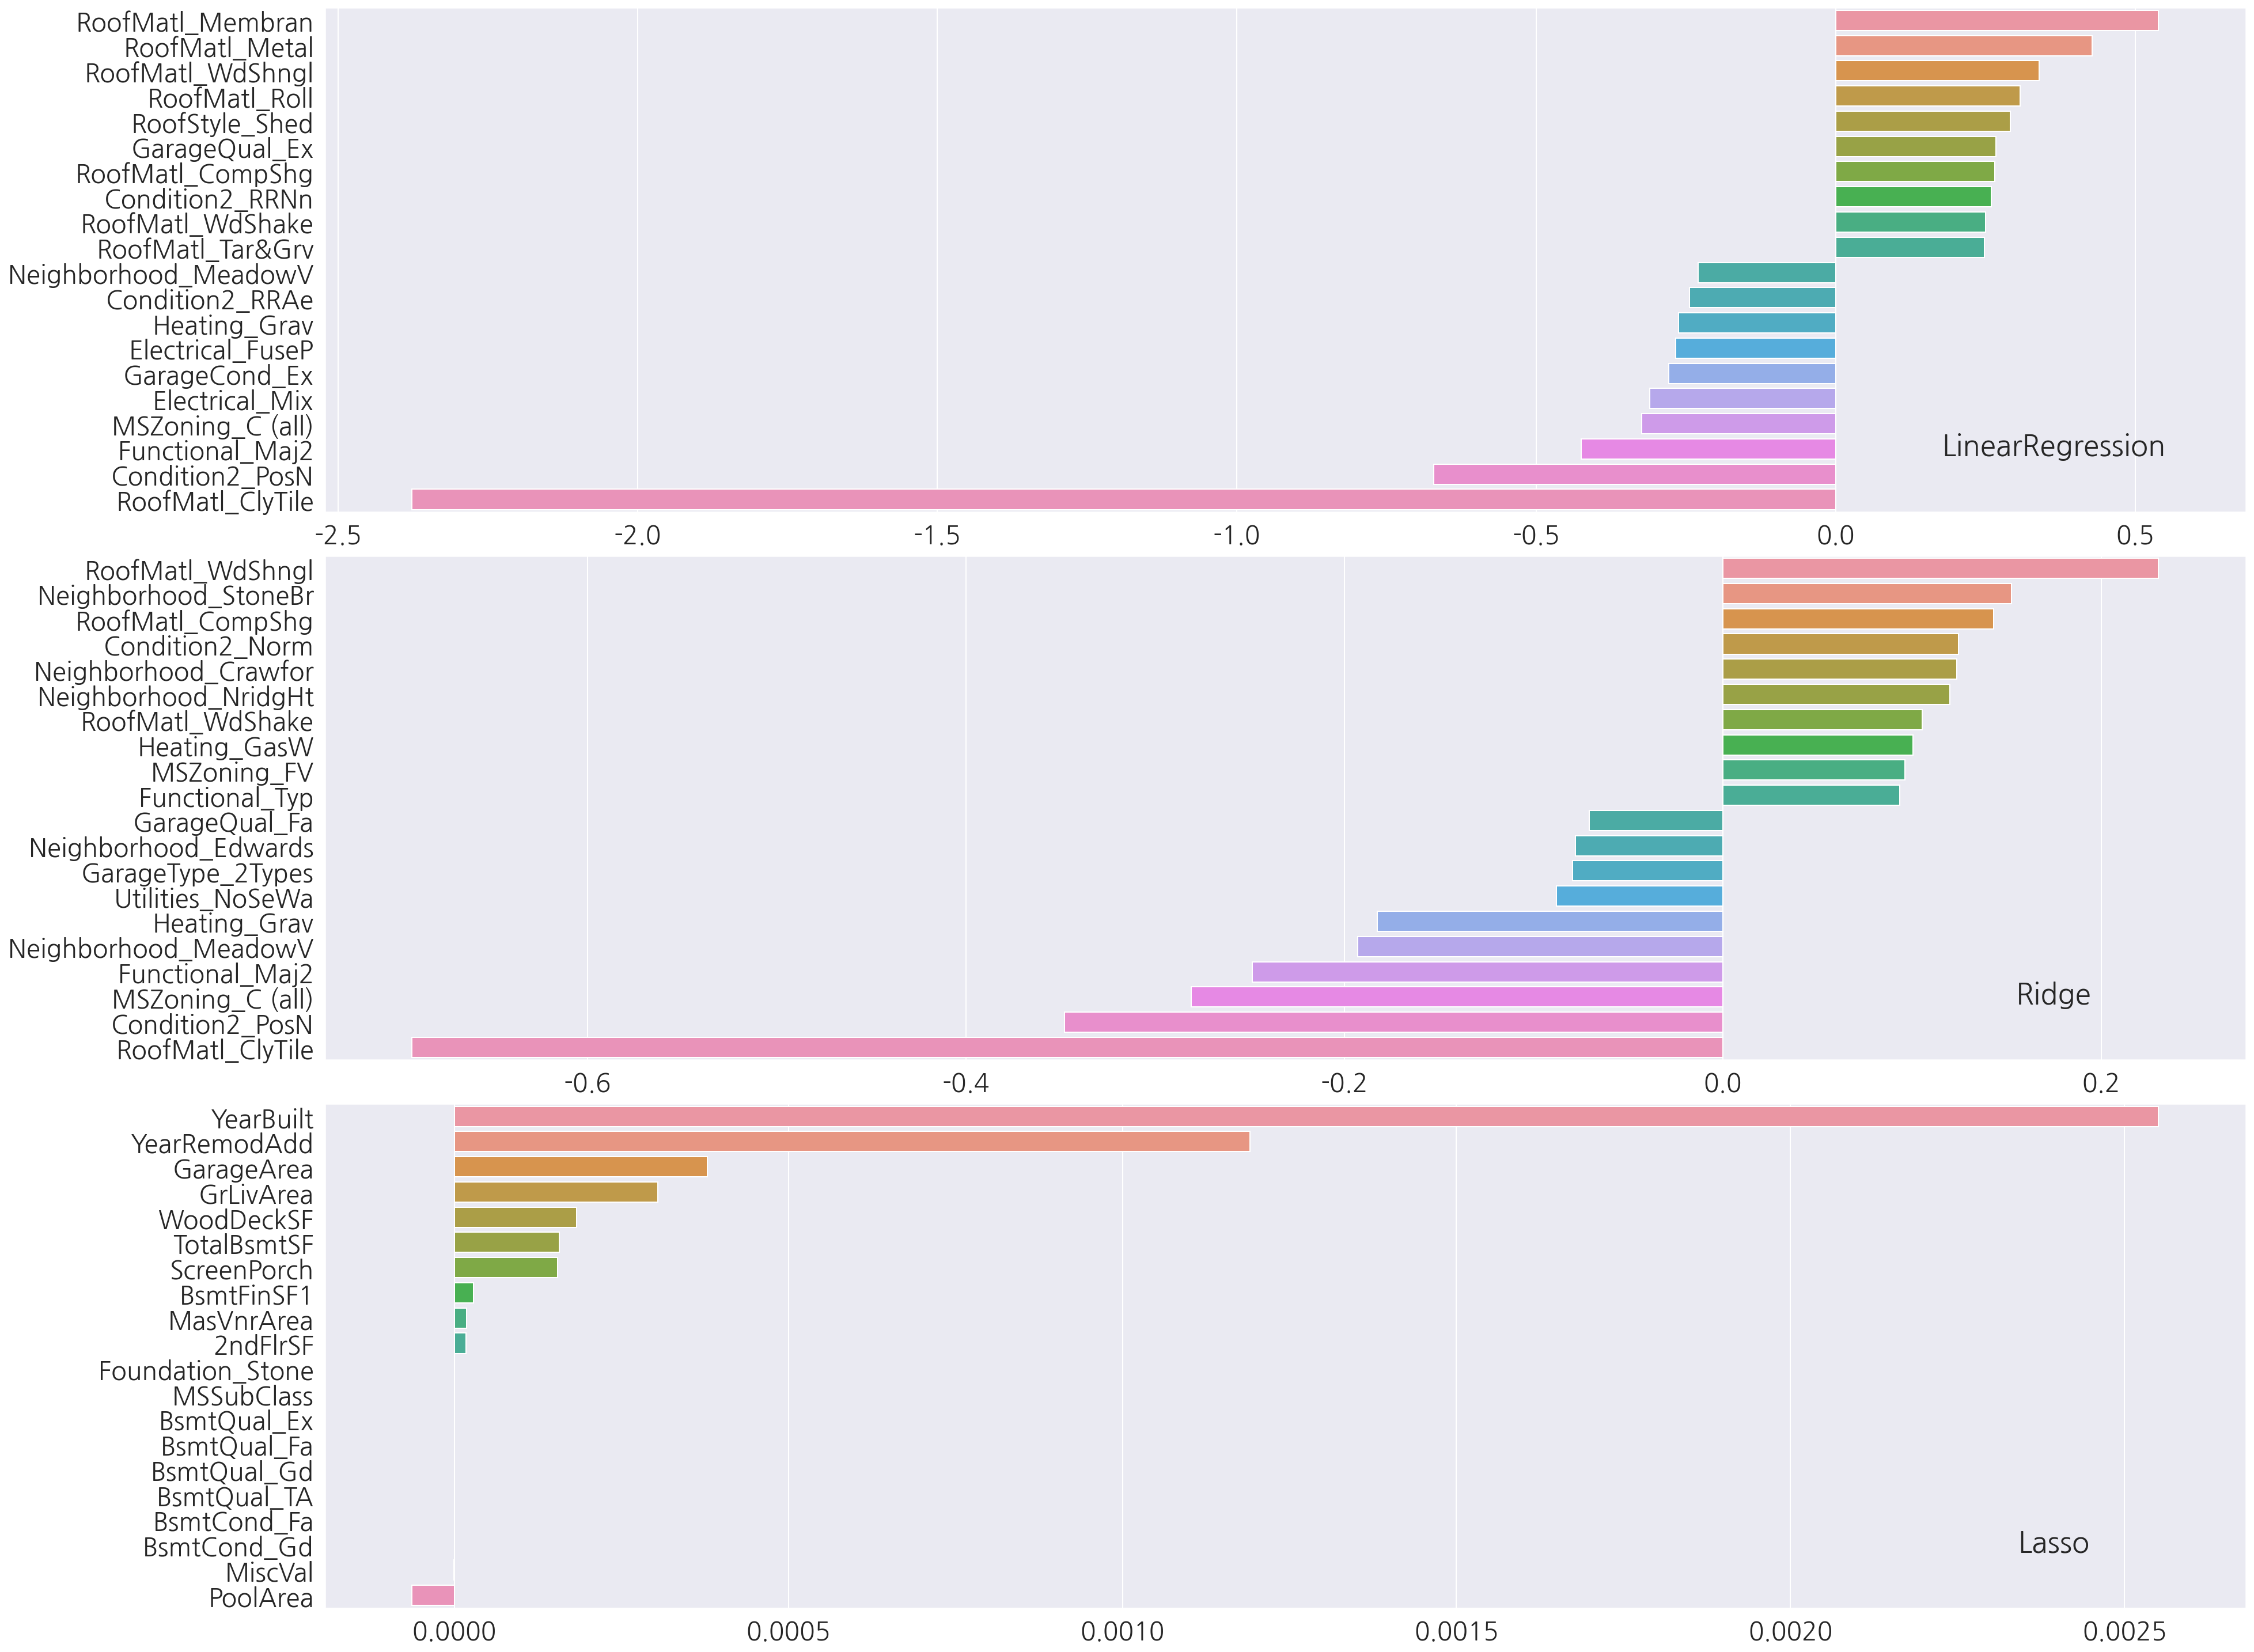 RoofMatl_Membran
RoofMatl_Metal
RoofMatl_WdShngl
RoofMatl_Roll
RoofStyle_Shed
GarageQual_Ex
RoofMatl_CompShg
Condition2_RRNn
RoofMatl_WdShake
RoofMatl_Tar&Grv
Neighborhood_MeadowV
Condition2_RRAe
Heating_Grav
Electrical_FuseP
GarageCond_Ex
Electrical_Mix
MSZoning_C (all)
Functional_Maj2
Condition2_PosN
RoofMatl_ClyTile
LinearRegression
-2.5 -2.0 -1.5 -1.0 -0.5 0.0 0.5
RoofMatl_WdShngl
Neighborhood_StoneBr
RoofMatl_CompShg
Condition2_Norm
Neighborhood_Crawfor
Neighborhood_NridgHt
RoofMatl_WdShake
Heating_GasW
MSZoning_FV
Functional_Typ
GarageQual_Fa
Neighborhood_Edwards
GarageType_2Types
Utilities_NoSeWa
Heating_Grav
Neighborhood_MeadowV
Functional_Maj2
MSZoning_C (all)
Condition2_PosN
RoofMatl_ClyTile
Ridge
-0.6 -0.4 -0.2 0.0 0.2
YearBuilt
YearRemodAdd
GarageArea
GrLivArea
WoodDeckSF
TotalBsmtSF
ScreenPorch
BsmtFinSF1
MasVnrArea
2ndFlrSF
Foundation_Stone
MSSubClass
BsmtQual_Ex
BsmtQual_Fa
BsmtQual_Gd
BsmtQual_TA
BsmtCond_Fa
BsmtCond_Gd
MiscVal
PoolArea
Lasso
0.0000 0.0005 0.0010 0.0015 0.0020 0.0025